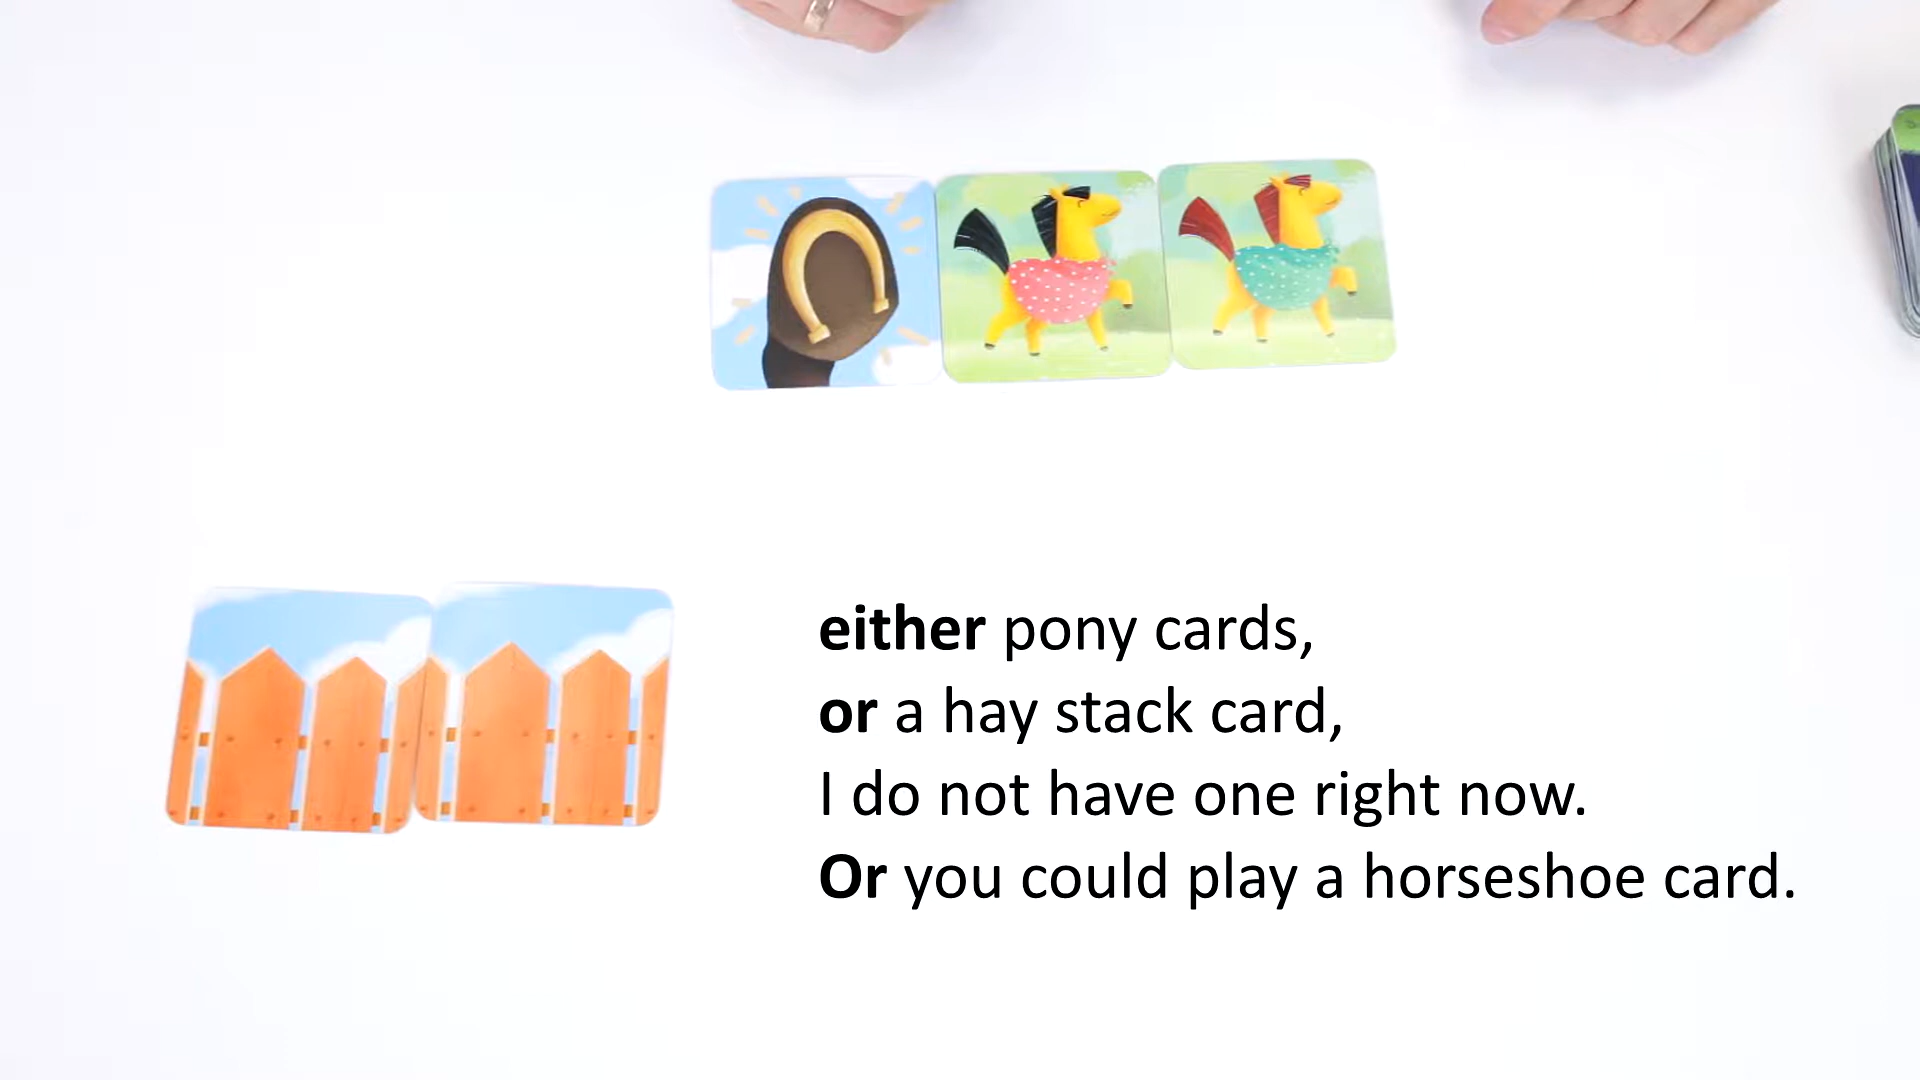 either pony cards,
or a hay stack card,
I do not have one right now.
Or you could play a horseshoe card.